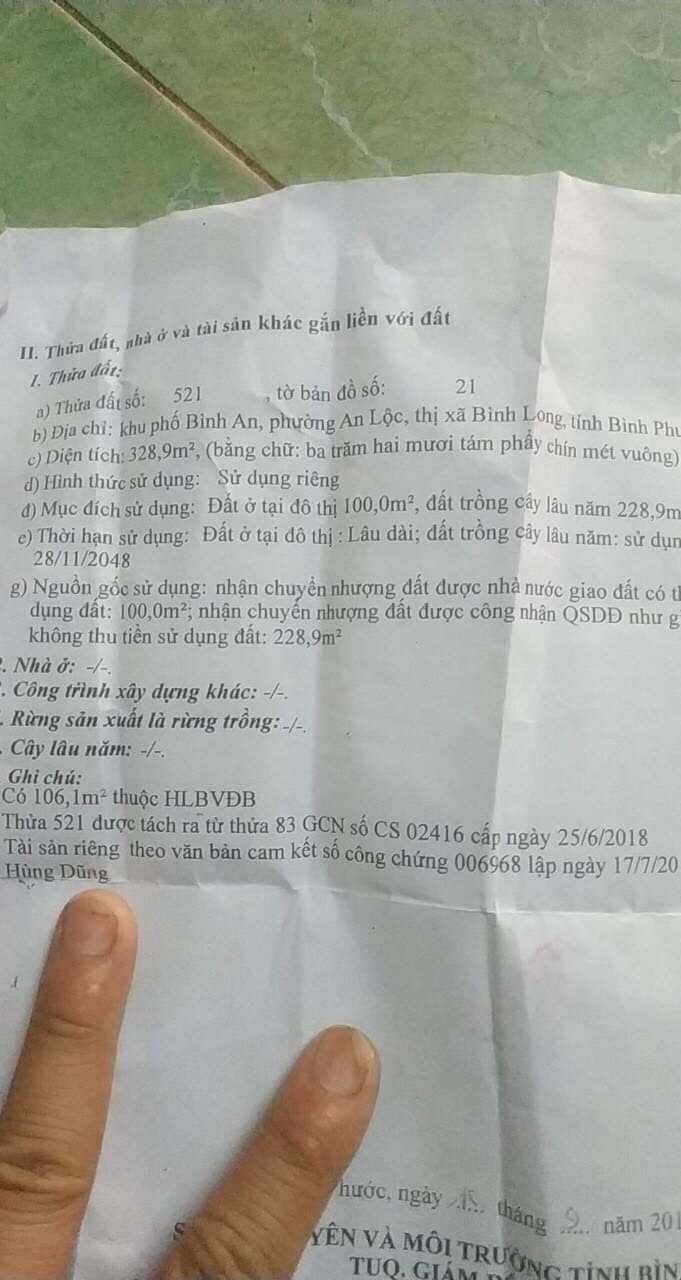 II. Thửa đất, nhà ở và tài sản khác gắn liền với đất
1. Thửa đất:
a) Thửa đất số: 521 , tờ bản đồ số: 21
b) Địa chỉ: khu phố Bình An, phường An Lộc, thị xã Bình Long, tỉnh Bình Phư
c) Diện tích: 328,9m², (bằng chữ: ba trăm hai mươi tám phẩy chín mét vuông)
d) Hình thức sử dụng: Sử dụng riêng
đ) Mục đích sử dụng: Đất ở tại đô thị 100,0m², đất trồng cây lâu năm 228,9m
e) Thời hạn sử dụng: Đất ở tại đô thị : Lâu dài; đất trồng cây lâu năm: sử dụn
28/11/2048
g) Nguồn gốc sử dụng: nhận chuyển nhượng đất được nhà nước giao đất có th
dụng đất: 100,0m²; nhận chuyển nhượng đất được công nhận QSDĐ như g
không thu tiền sử dụng đất: 228,9m²
. Nhà ở: -/-.
. Công trình xây dựng khác: -/-.
. Rừng sản xuất là rừng trồng: -/-.
. Cây lâu năm: -/-.
Ghi chú:
Có 106,1m² thuộc HLBVĐB
Thửa 521 được tách ra từ thửa 83 GCN số CS 02416 cấp ngày 25/6/2018
Tài sản riêng theo văn bản cam kết số công chứng 006968 lập ngày 17/7/20
Hùng Dũng
hước, ngày tháng 9 năm 201
S YÊN VÀ MÔI TRƯỜNG TỈNH BÌN
TUQ. GIÁM